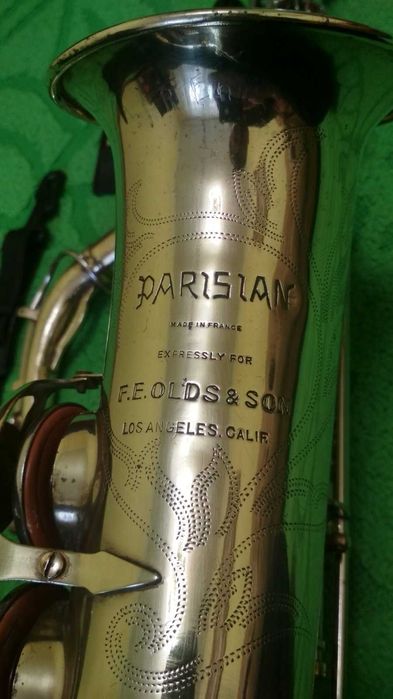 PARISIAN
MADE IN FRANCE
EXPRESSLY FOR
F.E.OLDS & SON
LOS ANGELES. CALIF.